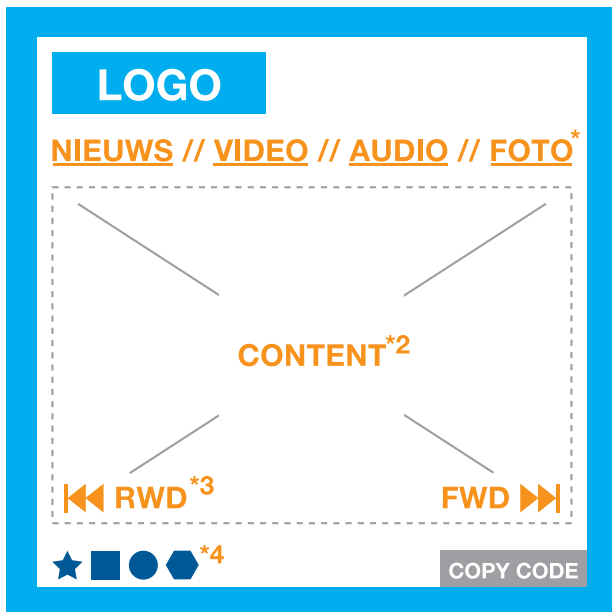 LOGO
NIEUWS // VIDEO // AUDIO // FOTO*
CONTENT*2
RWD*3 FWD
*4 COPY CODE